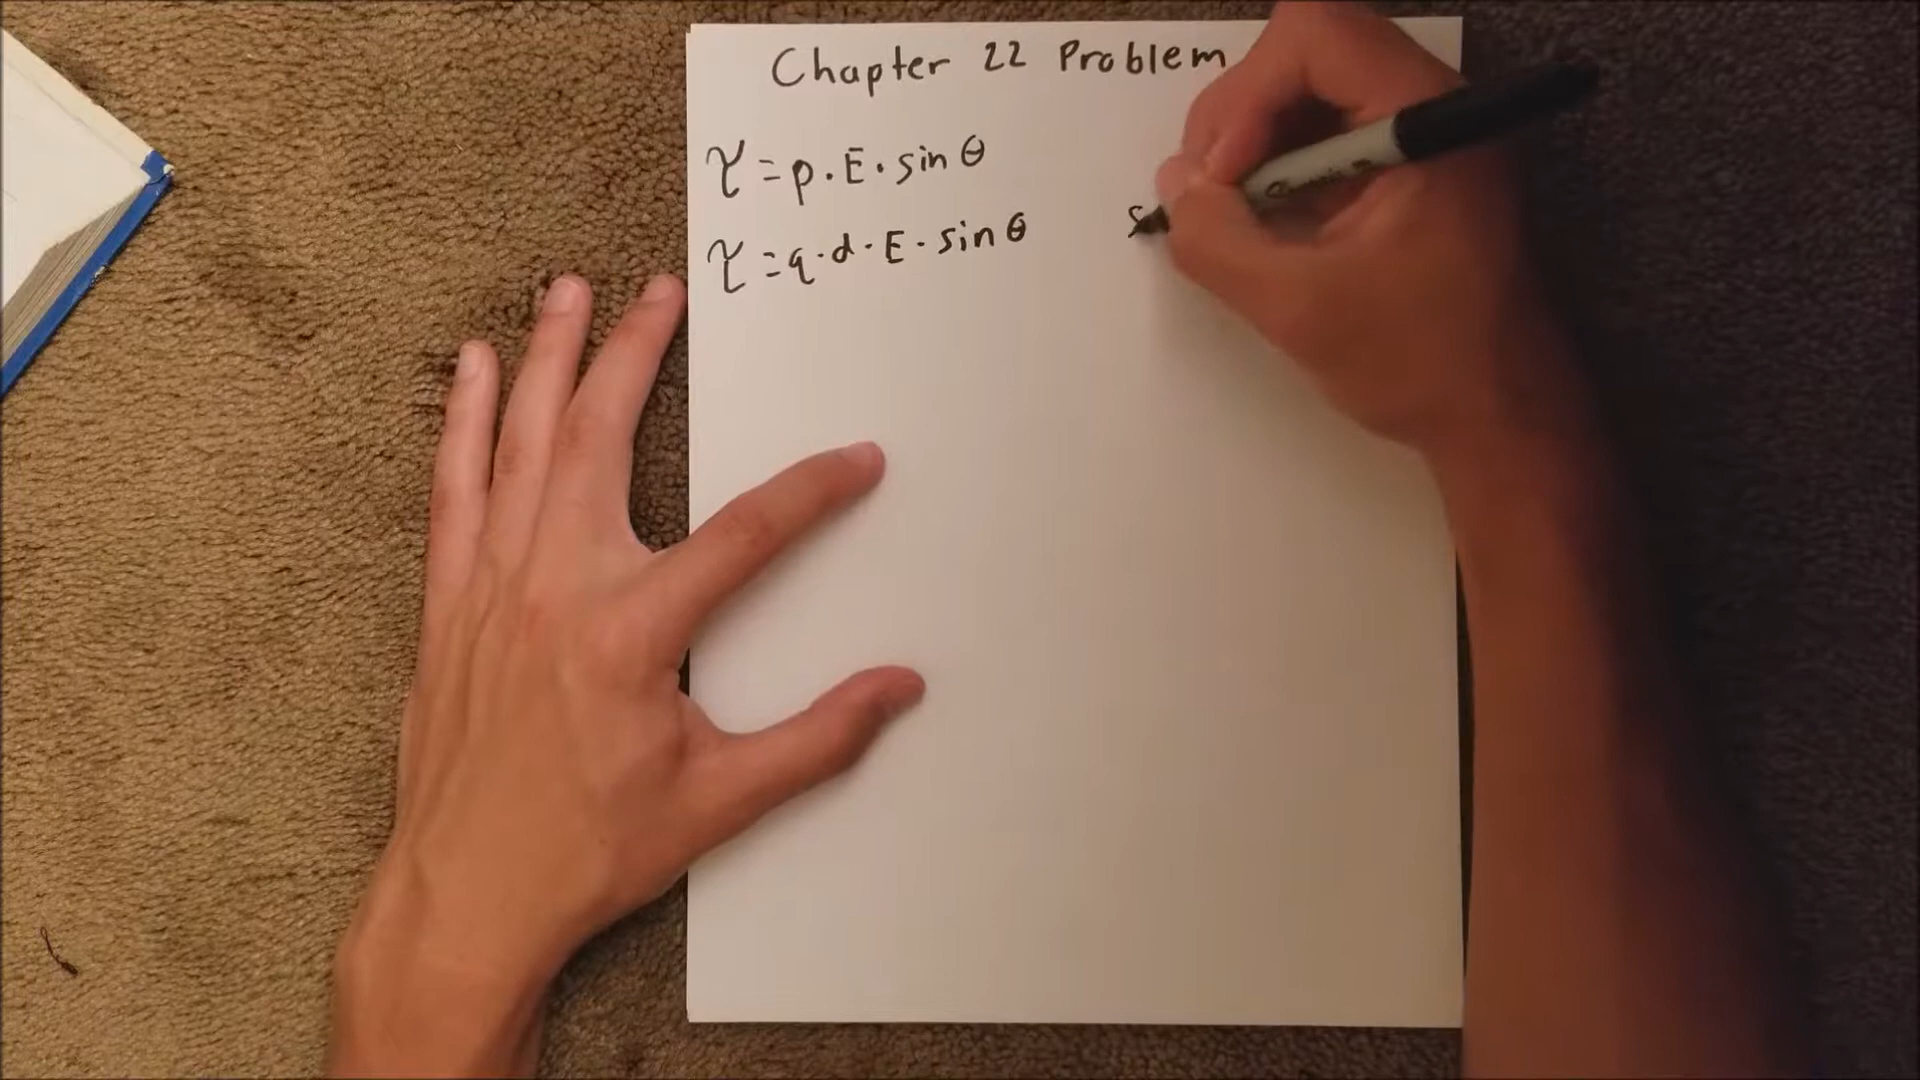 Chapter 22 Problem
τ = p · E · sin θ
τ = q · d · E · sin θ